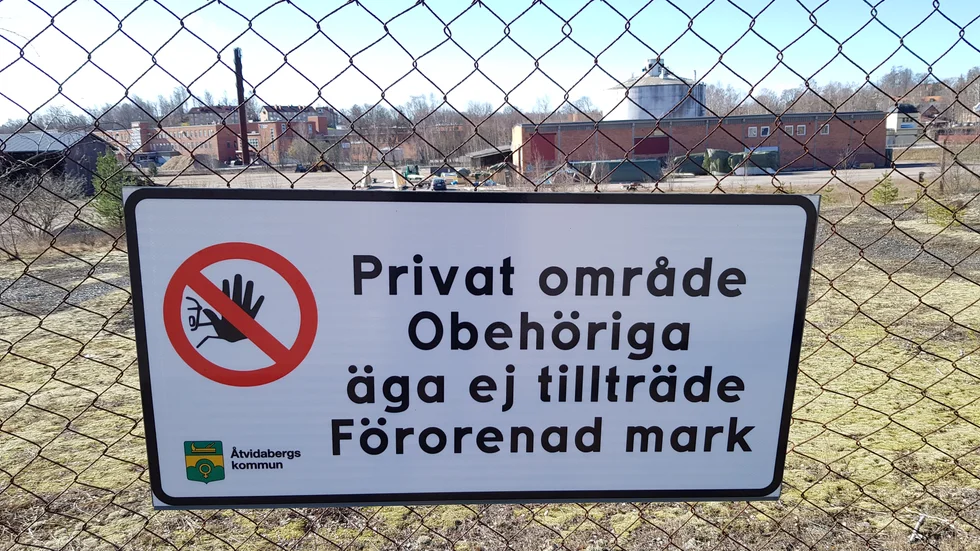 Privat område
Obehöriga
äga ej tillträde
Förorenad mark
Åtvidabergs
kommun